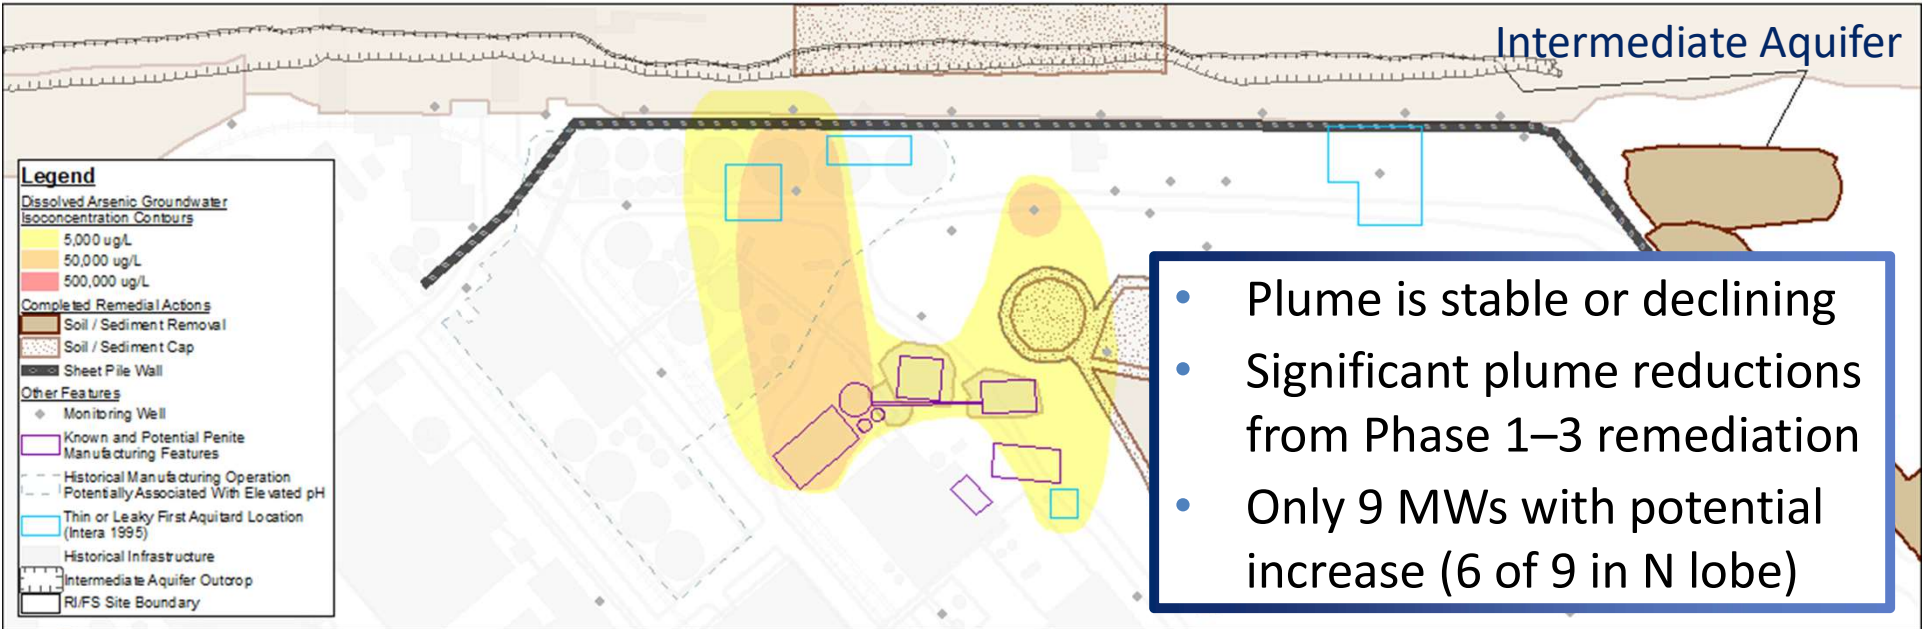 Intermediate Aquifer
Legend
Dissolved Arsenic Groundwater
Isoconcentration Contours
5,000 ug/L
50,000 ug/L
500,000 ug/L
Completed Remedial Actions
Soil / Sediment Removal
Soil / Sediment Cap
Sheet Pile Wall
Other Features
Monitoring Well
Known and Potential Penite
Manufacturing Features
Historical Manufacturing Operation
Potentially Associated With Elevated pH
Thin or Leaky First Aquitard Location
(Intera 1995)
Historical Infrastructure
Intermediate Aquifer Outcrop
RI/FS Site Boundary
• Plume is stable or declining
• Significant plume reductions
from Phase 1–3 remediation
• Only 9 MWs with potential
increase (6 of 9 in N lobe)